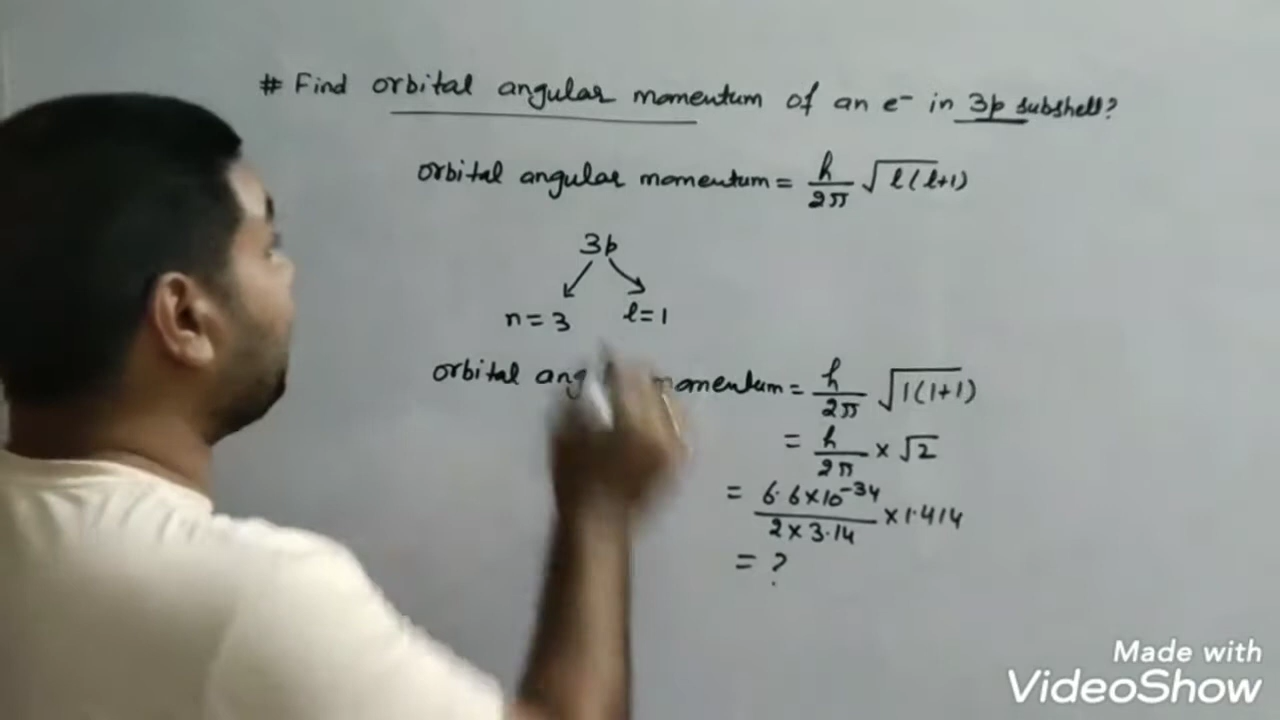 # Find orbital angular momentum of an e⁻ in 3p subshell?
orbital angular momentum = h/2π √l(l+1)
3p
n = 3 l = 1
orbital ang momentum = h/2π √1(1+1)
= h/2π × √2
= 6.6×10⁻³⁴/2×3.14 × 1.414
= ?
Made with
VideoShow